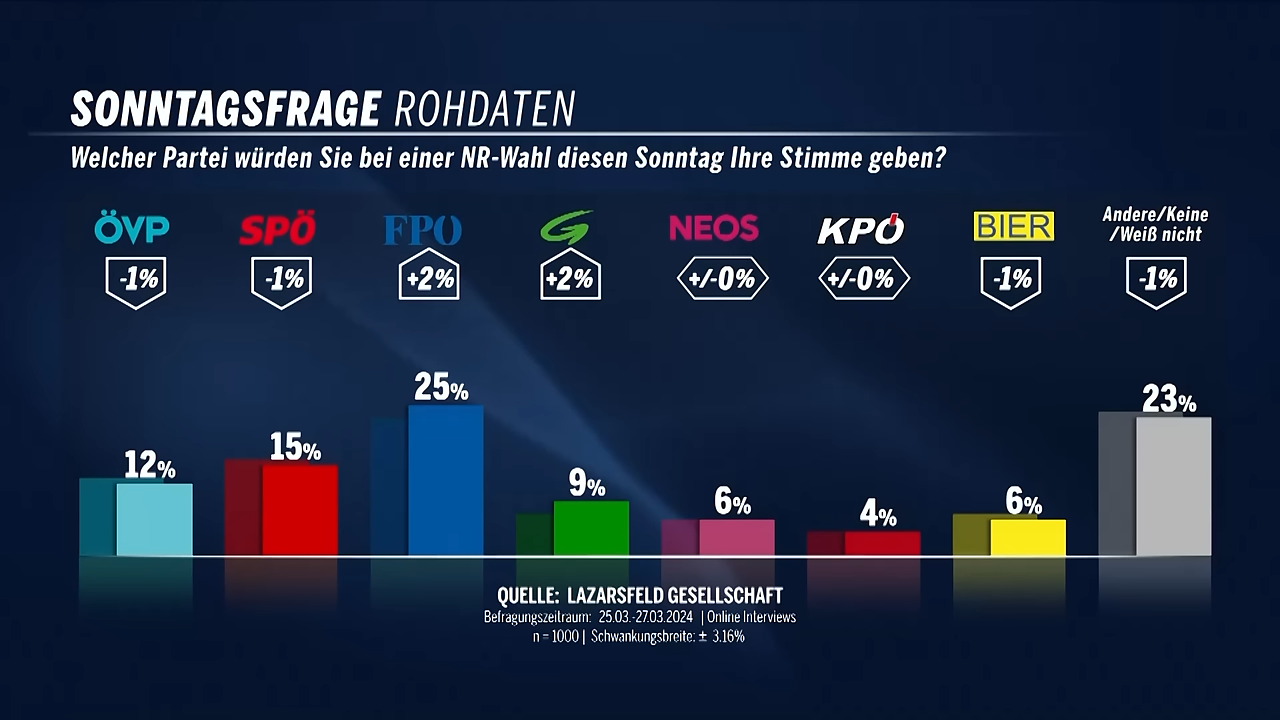 SONNTAGSFRAGE ROHDATEN
Welcher Partei würden Sie bei einer NR-Wahl diesen Sonntag Ihre Stimme geben?
ÖVP SPÖ FPÖ G NEOS KPÖ BIER Andere/Keine
/Weiß nicht
-1% -1% +2% +2% +/-0% +/-0% -1% -1%
12% 15% 25% 9% 6% 4% 6% 23%
QUELLE: LAZARSFELD GESELLSCHAFT
Befragungszeitraum: 25.03.-27.03.2024 | Online Interviews
n = 1000 | Schwankungsbreite: ± 3.16%